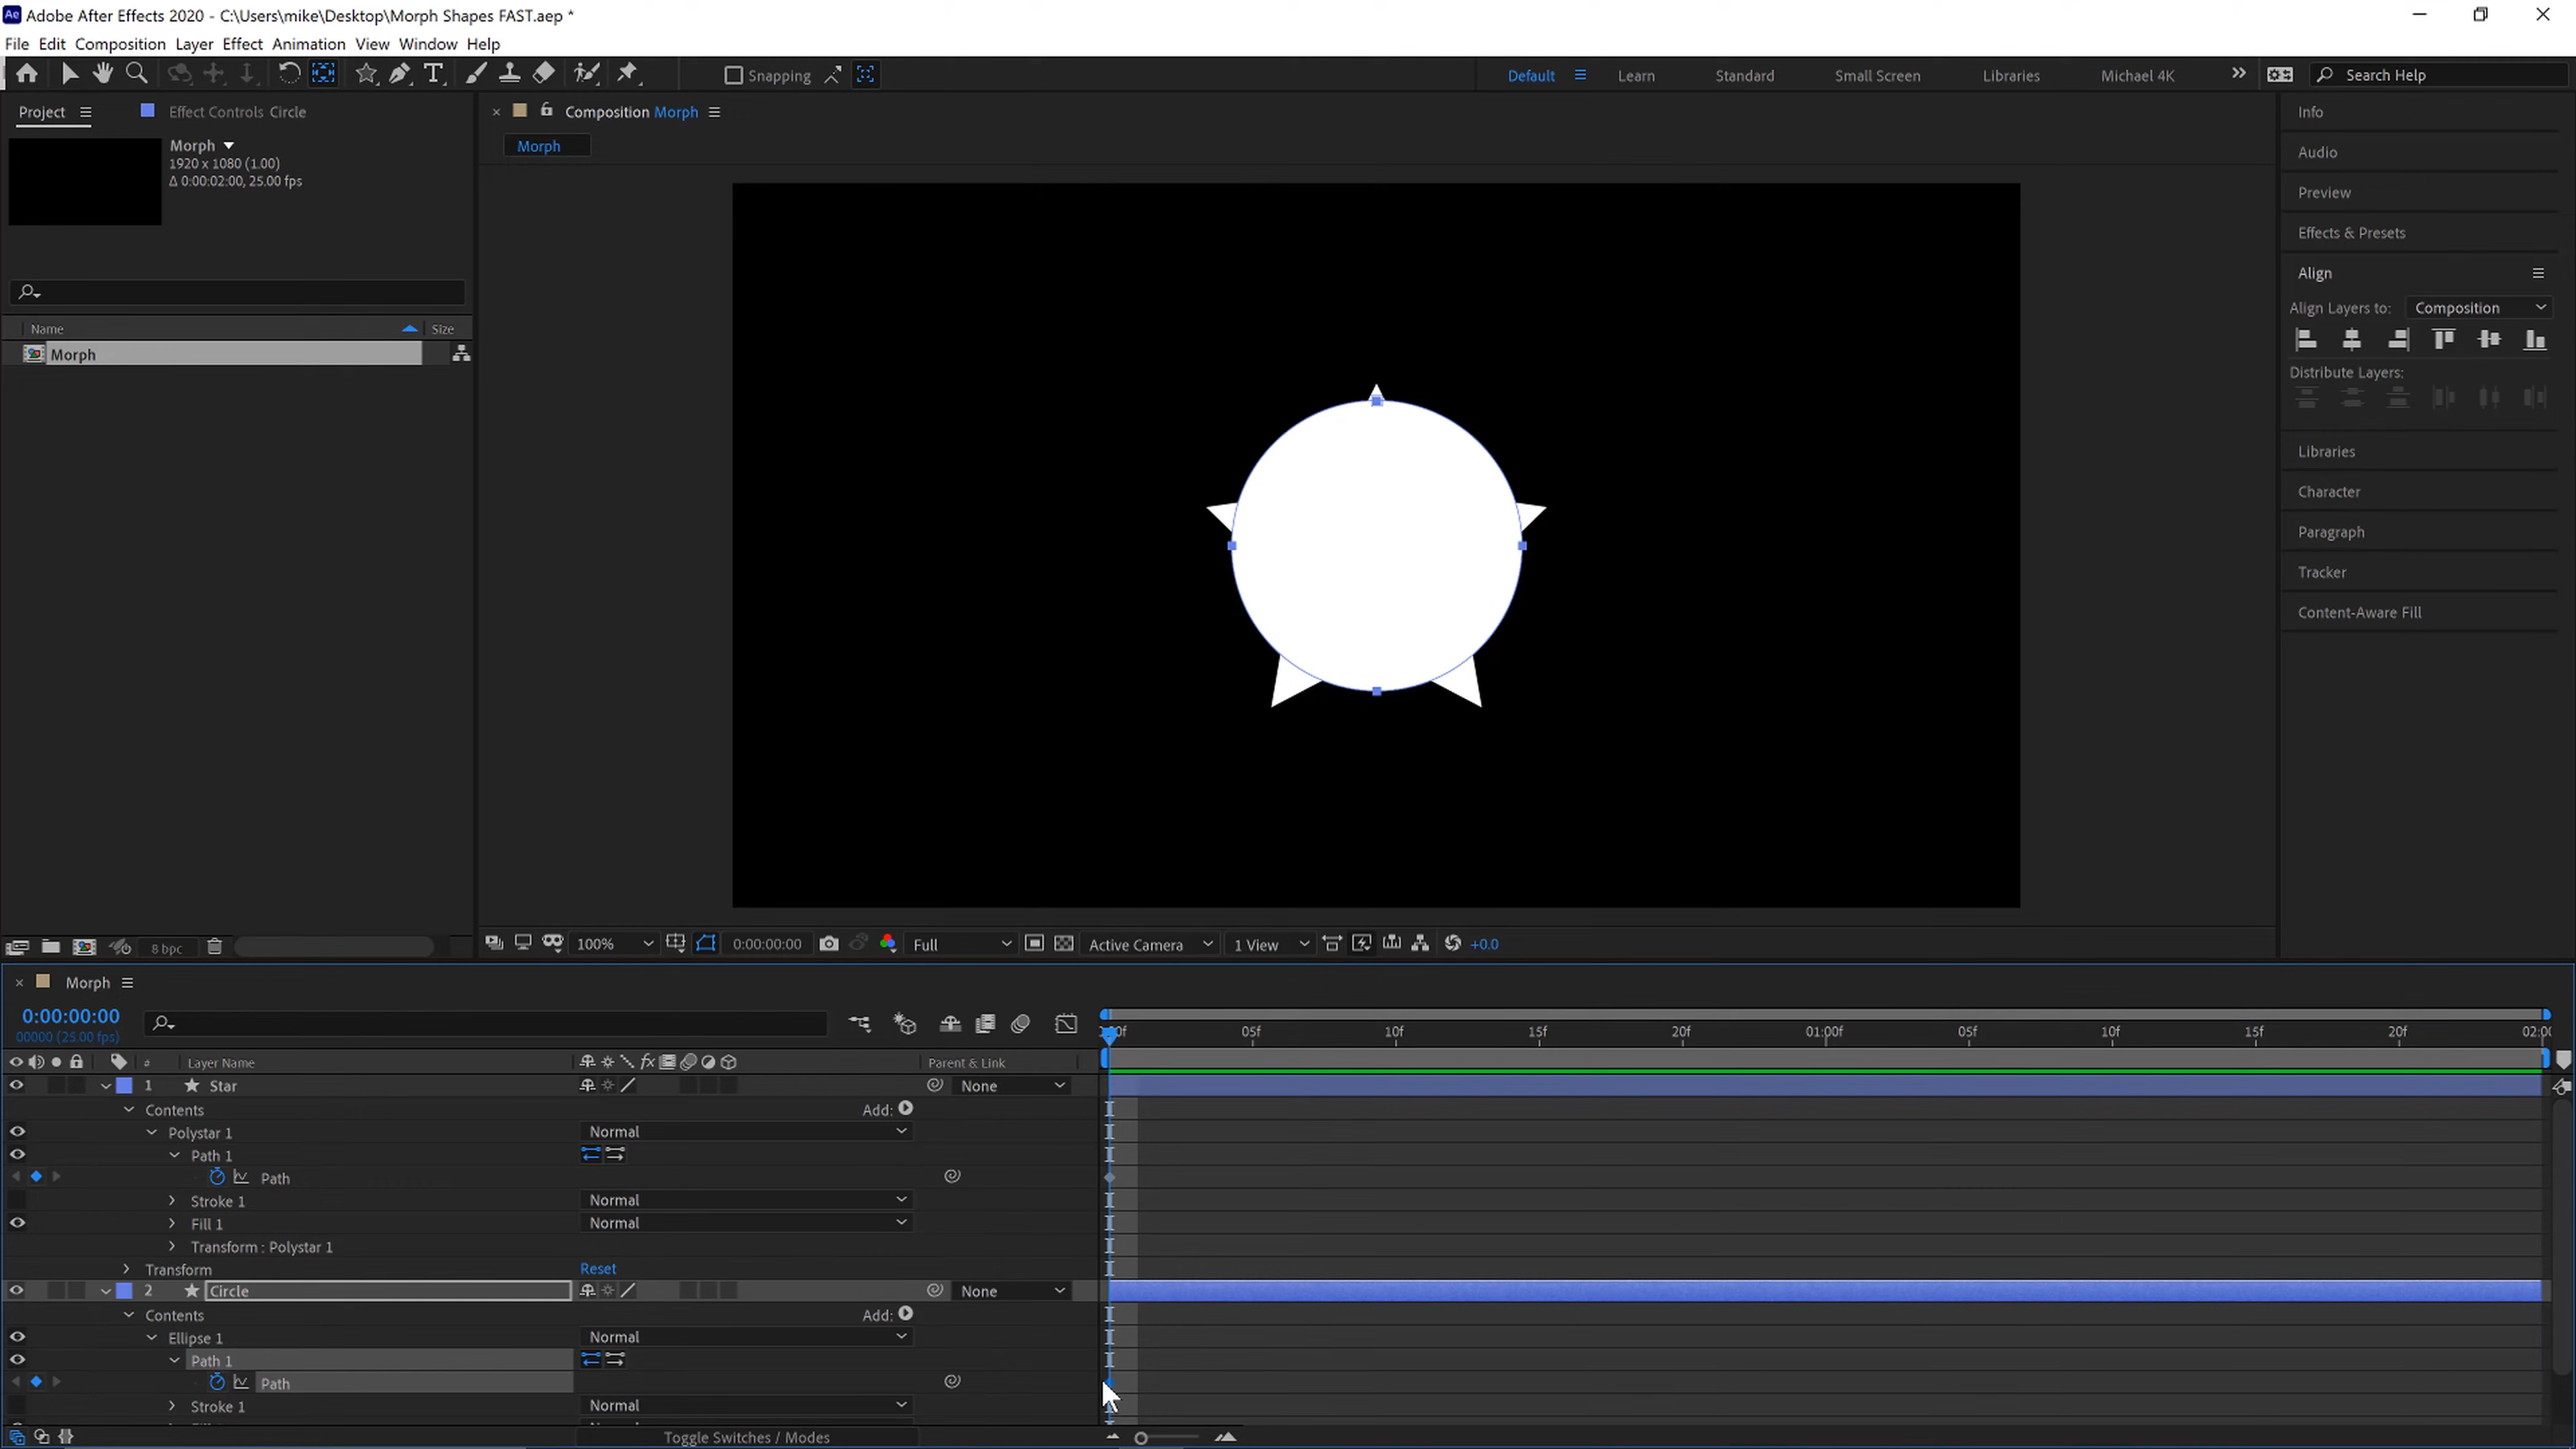 Adobe After Effects 2020 - C:\Users\mike\Desktop\Morph Shapes FAST.aep *
File Edit Composition Layer Effect Animation View Window Help
Snapping
Default Learn Standard Small Screen Libraries Michael 4K Search Help
Project Effect Controls Circle
Morph
1920 x 1080 (1.00)
Δ 0:00:02:00, 25.00 fps
Name Size
Morph
8 bpc
Composition Morph
Morph
100% 0:00:00:00 Full Active Camera 1 View +0.0
Info
Audio
Preview
Effects & Presets
Align
Align Layers to: Composition
Distribute Layers:
Libraries
Character
Paragraph
Tracker
Content-Aware Fill
Morph
0:00:00:00
00000 (25.00 fps)
05f 10f 15f 20f 01:00f 05f 10f 15f 20f
# Layer Name fx Parent & Link
1 Star None
Contents Add:
Polystar 1 Normal
Path 1
Path
Stroke 1 Normal
Fill 1 Normal
Transform : Polystar 1
Transform Reset
2 Circle None
Contents Add:
Ellipse 1 Normal
Path 1
Path
Stroke 1 Normal
Toggle Switches / Modes